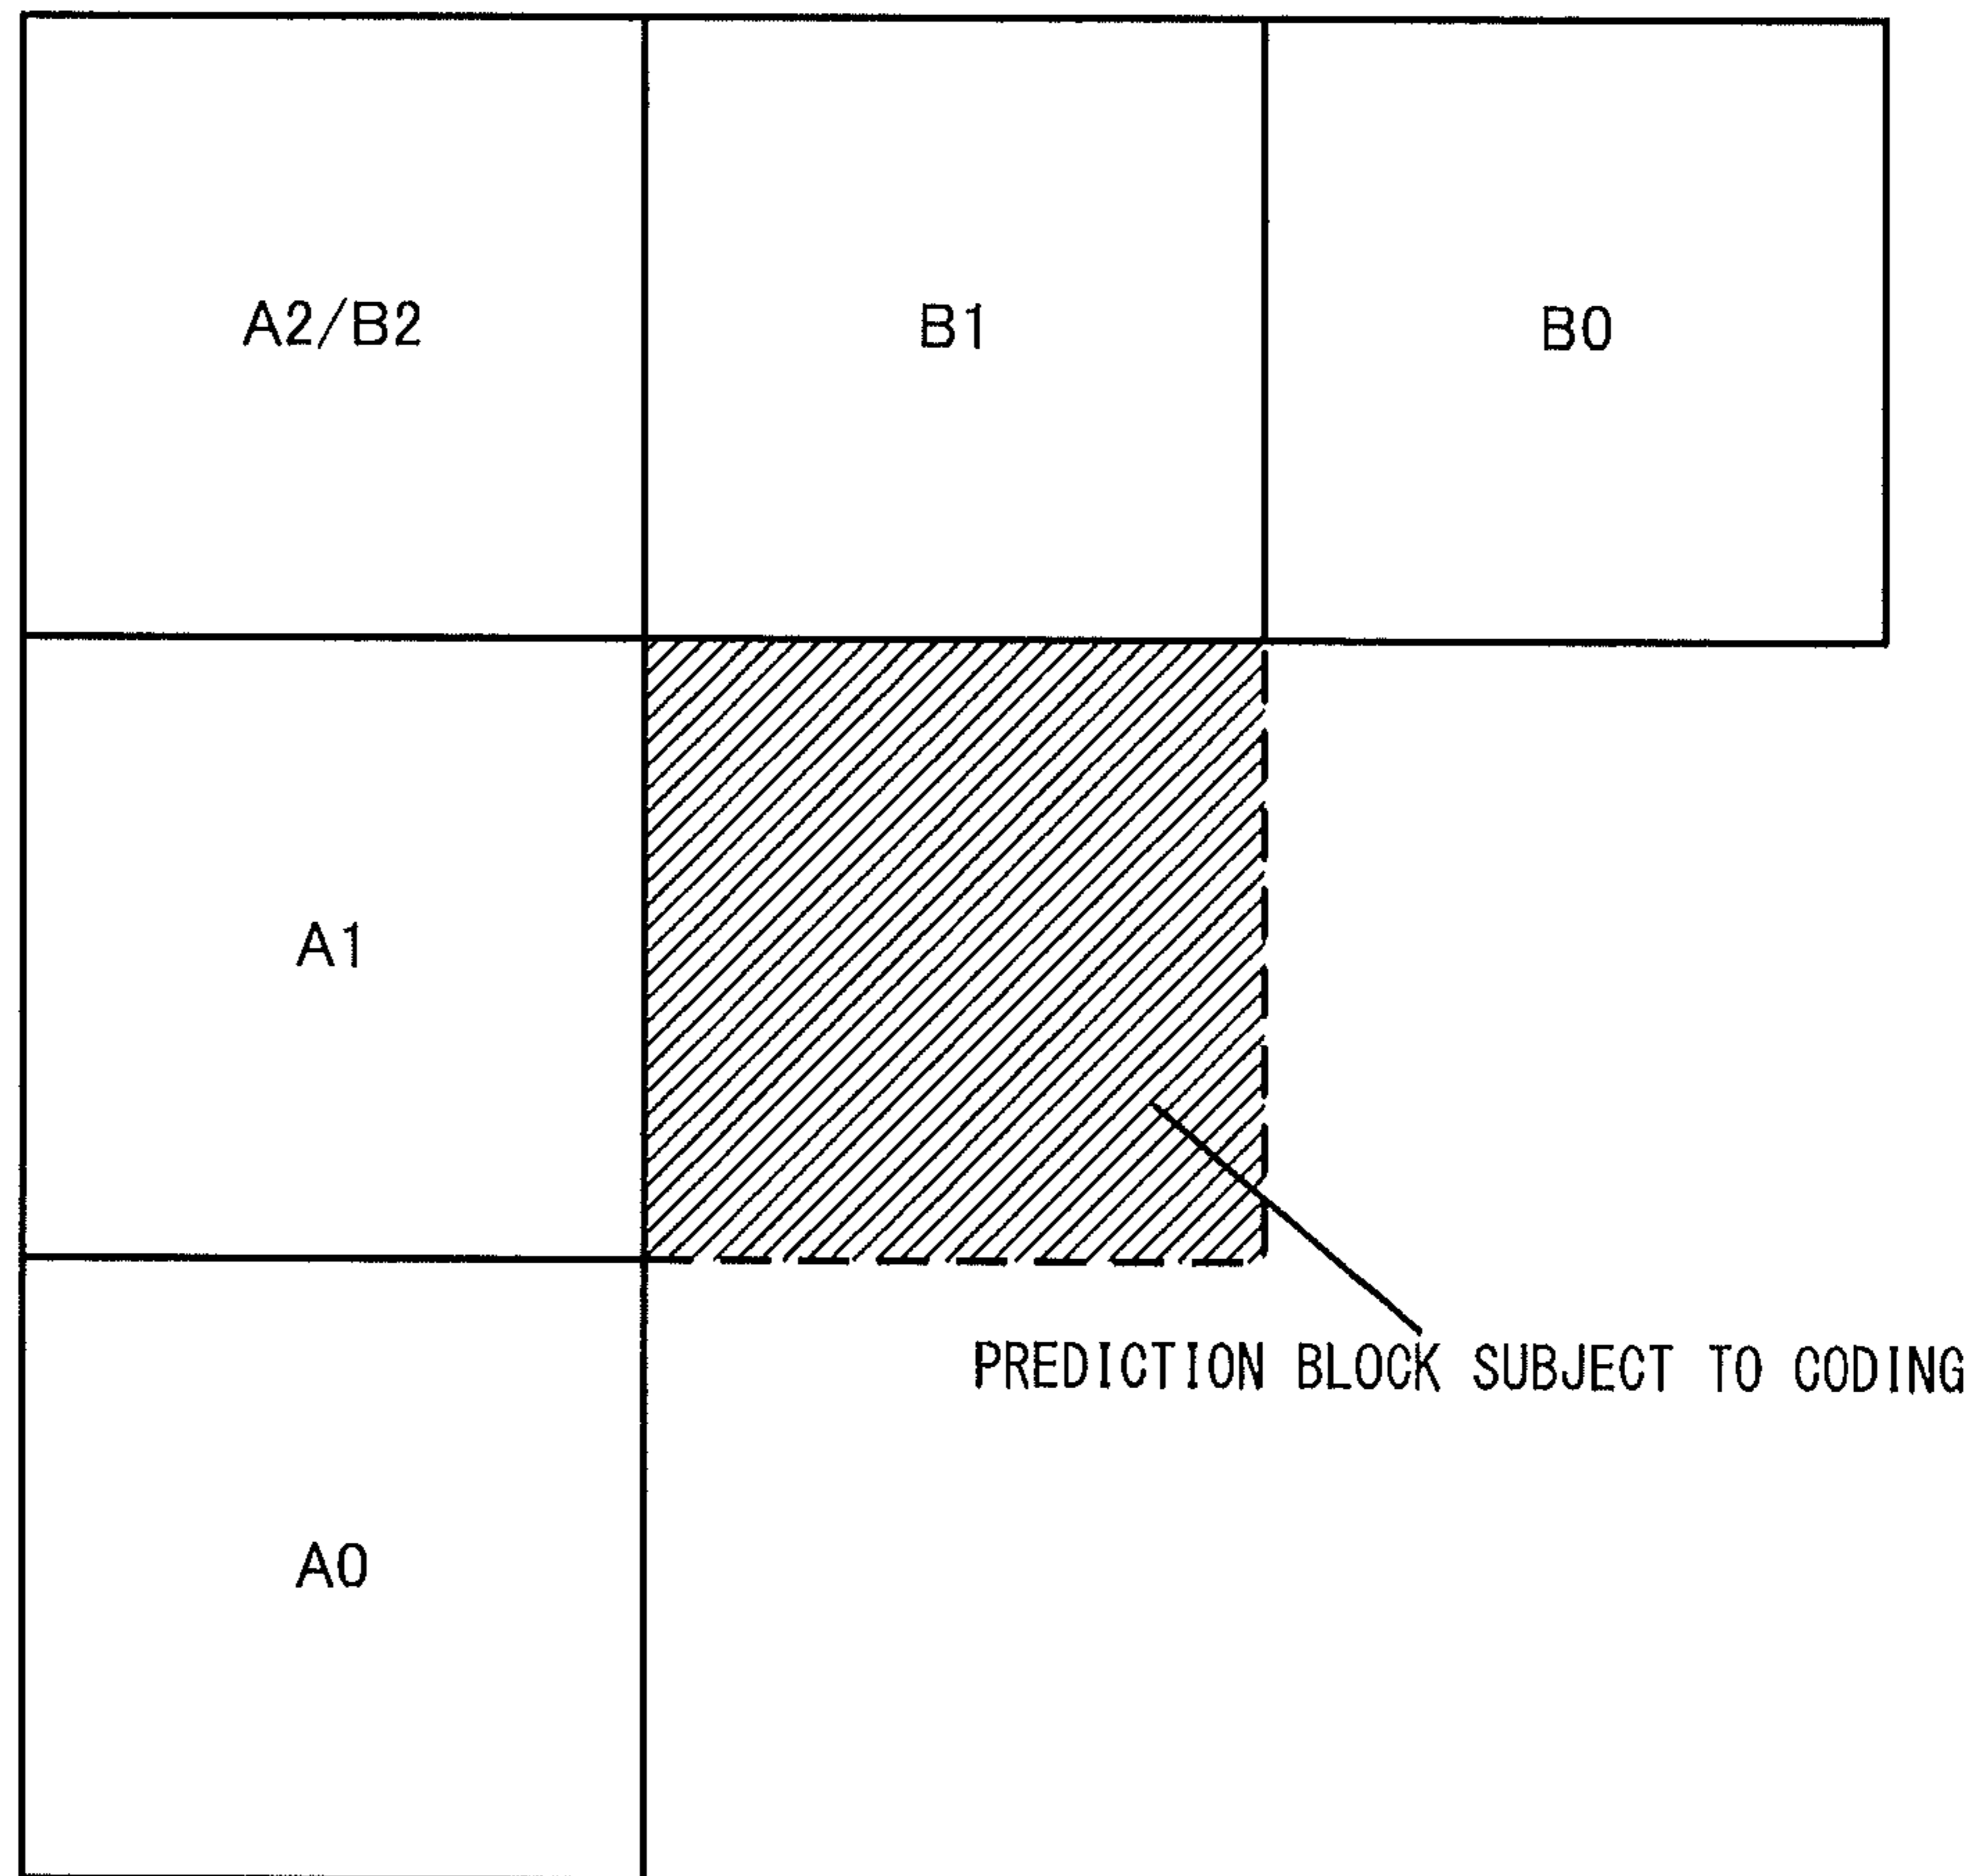 A2/B2
B1
B0
A1
PREDICTION BLOCK SUBJECT TO CODING
A0